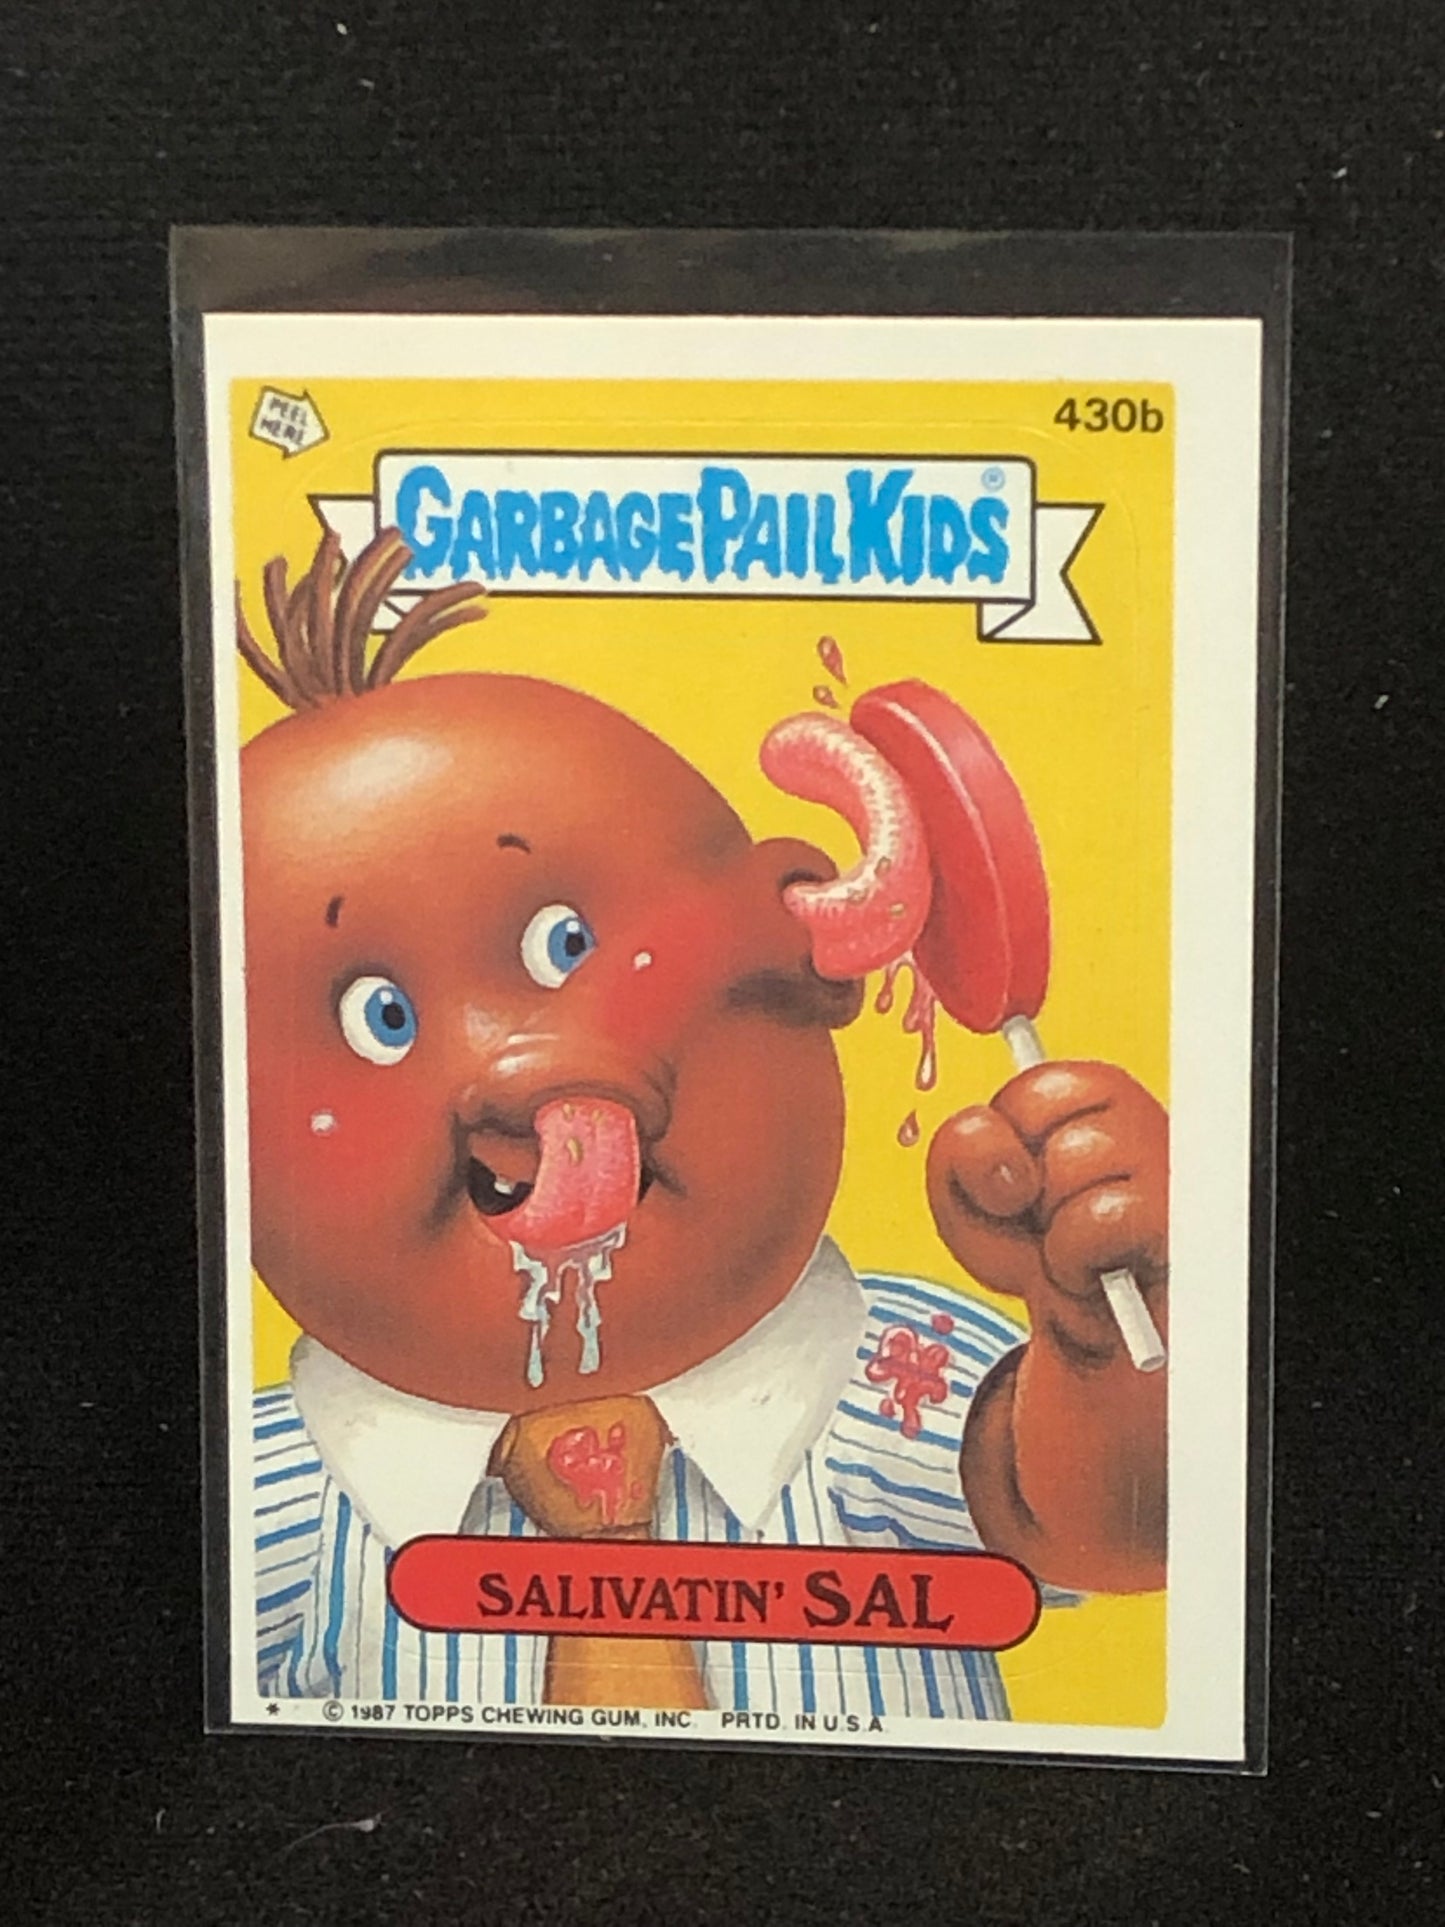 PEEL
HERE
430b
GARBAGE PAIL KIDS®
SALIVATIN' SAL
* © 1987 TOPPS CHEWING GUM, INC. PRTD. IN U.S.A.